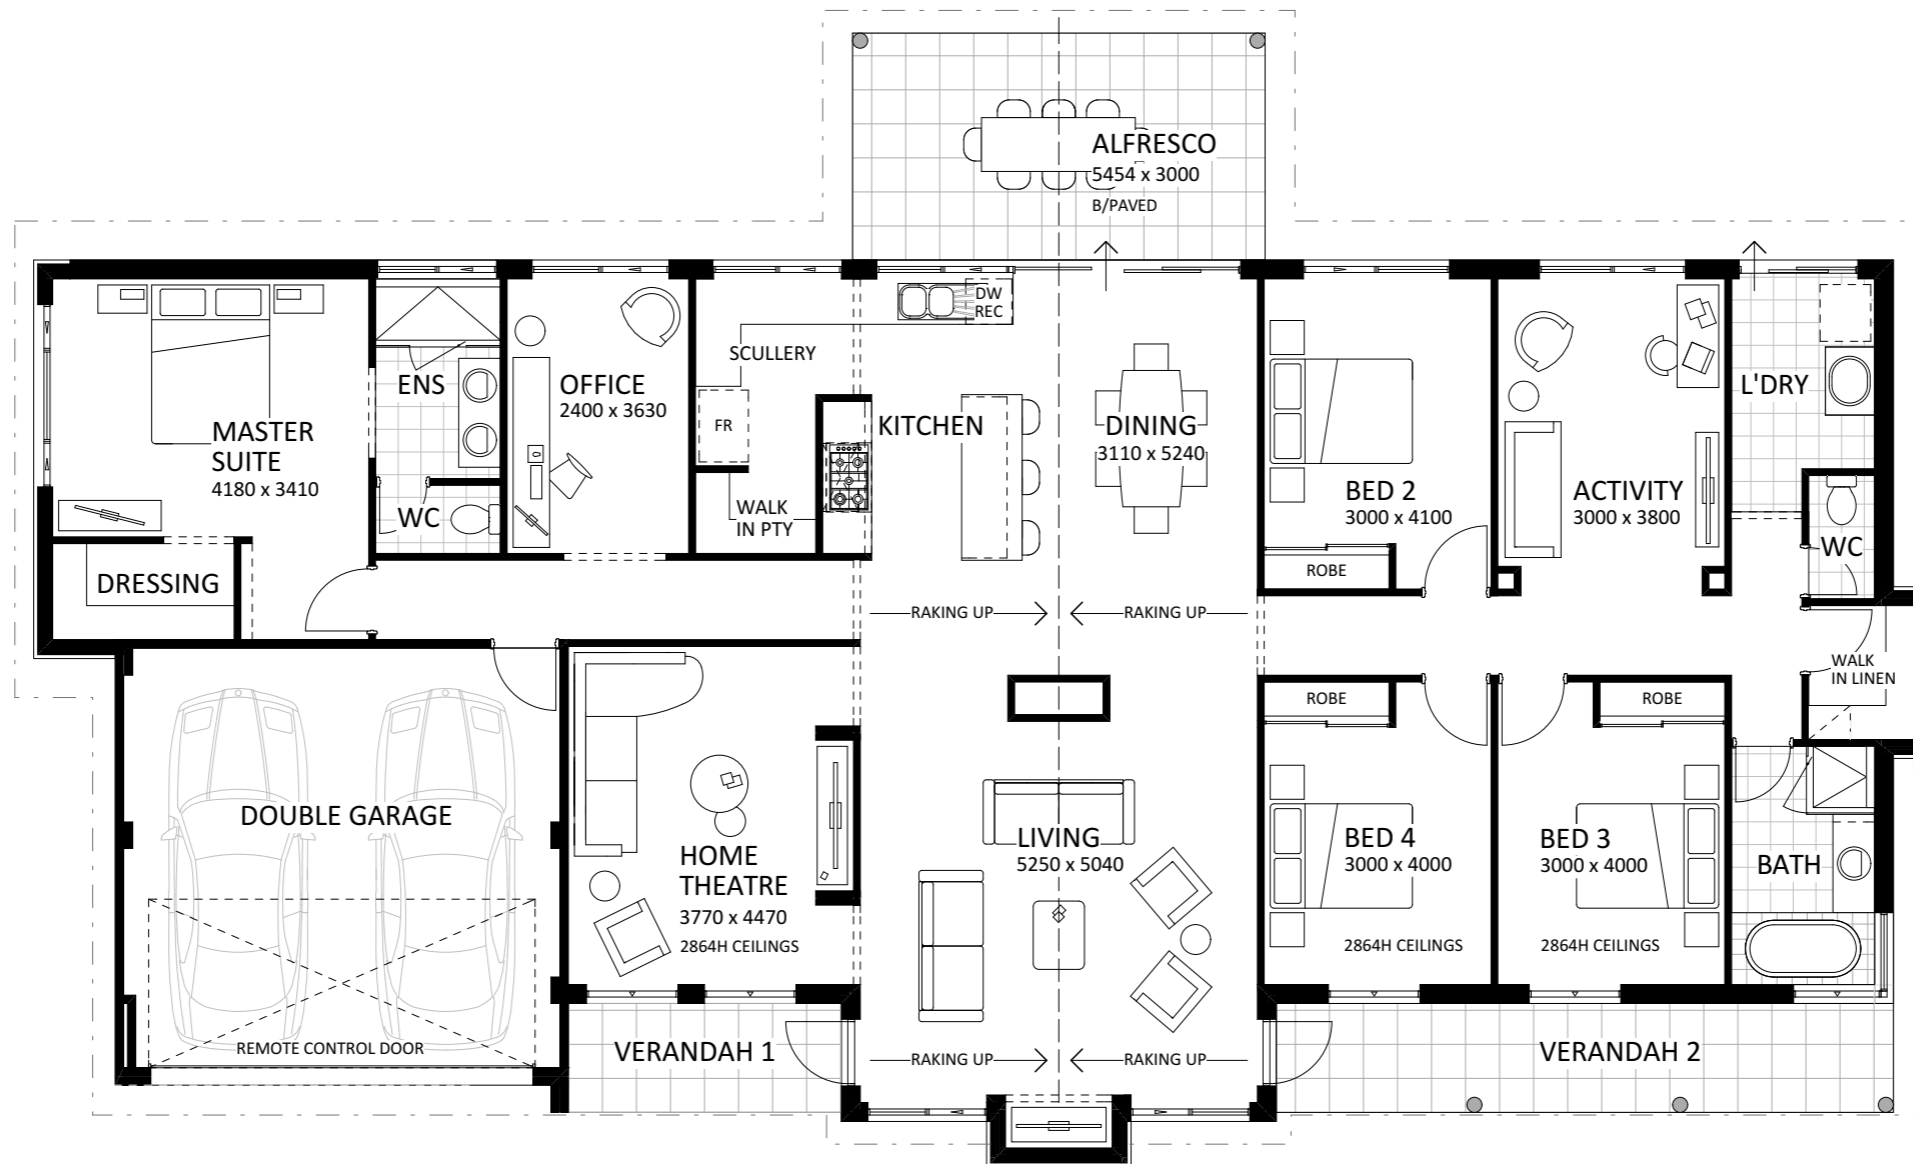 ALFRESCO
5454 x 3000
B/PAVED
DW
REC
SCULLERY
ENS
OFFICE
2400 x 3630
L'DRY
MASTER
SUITE
4180 x 3410
FR
KITCHEN
DINING
3110 x 5240
BED 2
3000 x 4100
ACTIVITY
3000 x 3800
WC
WALK
IN PTY
WC
DRESSING
ROBE
RAKING UP
RAKING UP
WALK
IN LINEN
ROBE
ROBE
DOUBLE GARAGE
HOME
THEATRE
3770 x 4470
2864H CEILINGS
LIVING
5250 x 5040
BED 4
3000 x 4000
2864H CEILINGS
BED 3
3000 x 4000
2864H CEILINGS
BATH
REMOTE CONTROL DOOR
VERANDAH 1
RAKING UP
RAKING UP
VERANDAH 2